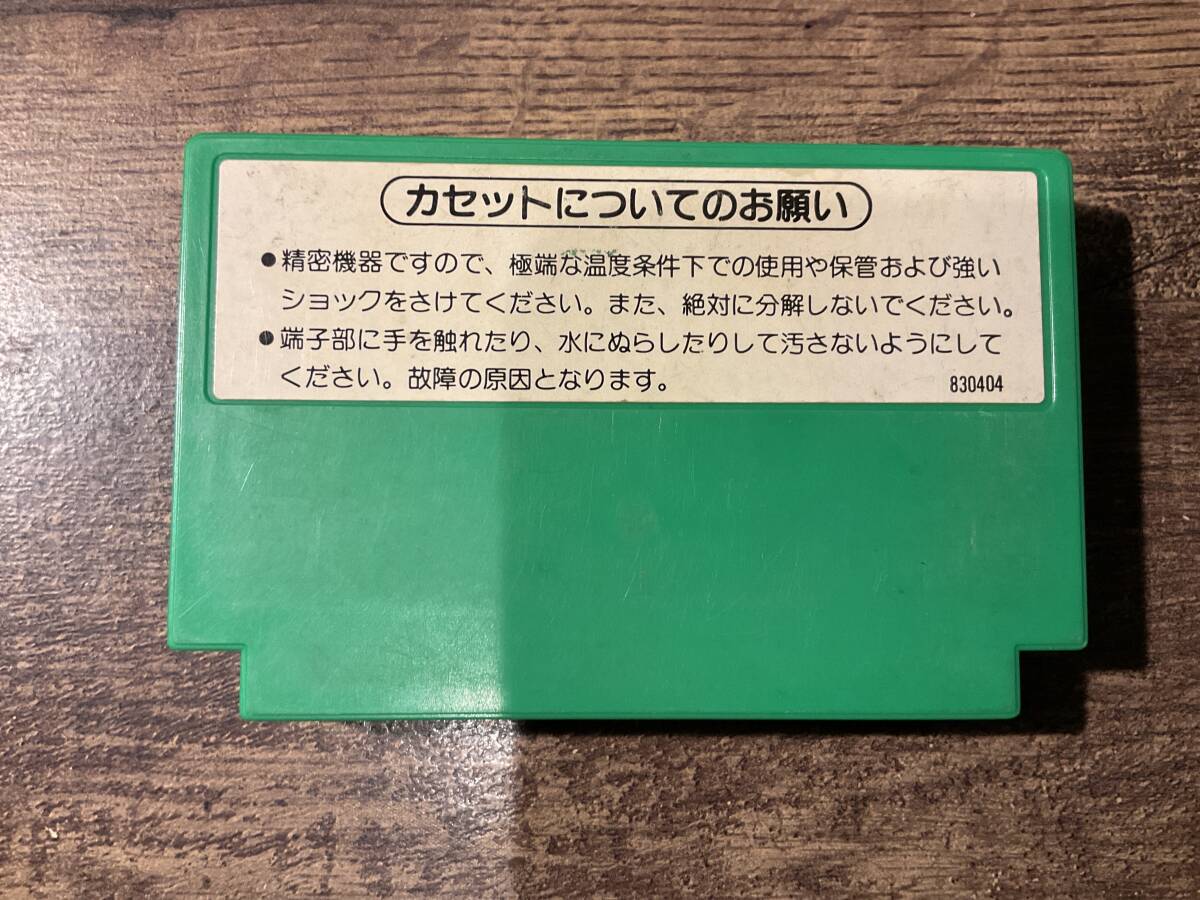 カセットについてのお願い
●精密機器ですので、極端な温度条件下での使用や保管および強い
ショックをさけてください。また、絶対に分解しないでください。
●端子部に手を触れたり、水にぬらしたりして汚さないようにして
ください。故障の原因となります。
830404